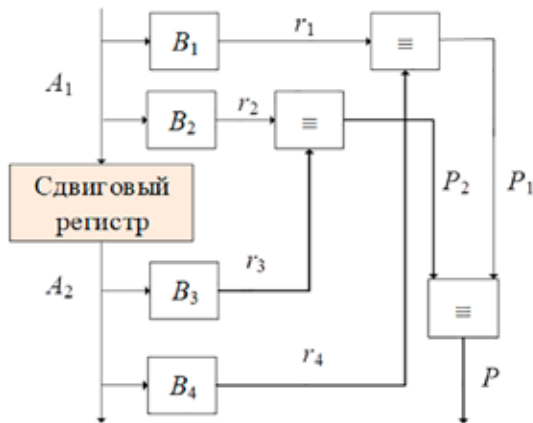 B₁
r₁
≡
A₁
B₂
r₂
≡
P₂
P₁
Сдвиговый
регистр
A₂
B₃
r₃
≡
B₄
r₄
P